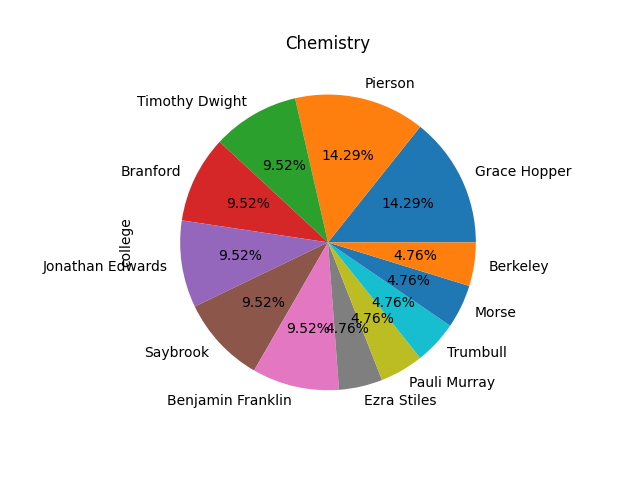 Chemistry
Pierson
Timothy Dwight
14.29%
9.52%
Branford
Grace Hopper
9.52%
14.29%
college
9.52%
4.76%
Jonathan Edwards
Berkeley
4.76%
9.52%
4.76%
Morse
4.76%
9.52%
4.76%
Saybrook
Trumbull
Pauli Murray
Benjamin Franklin
Ezra Stiles